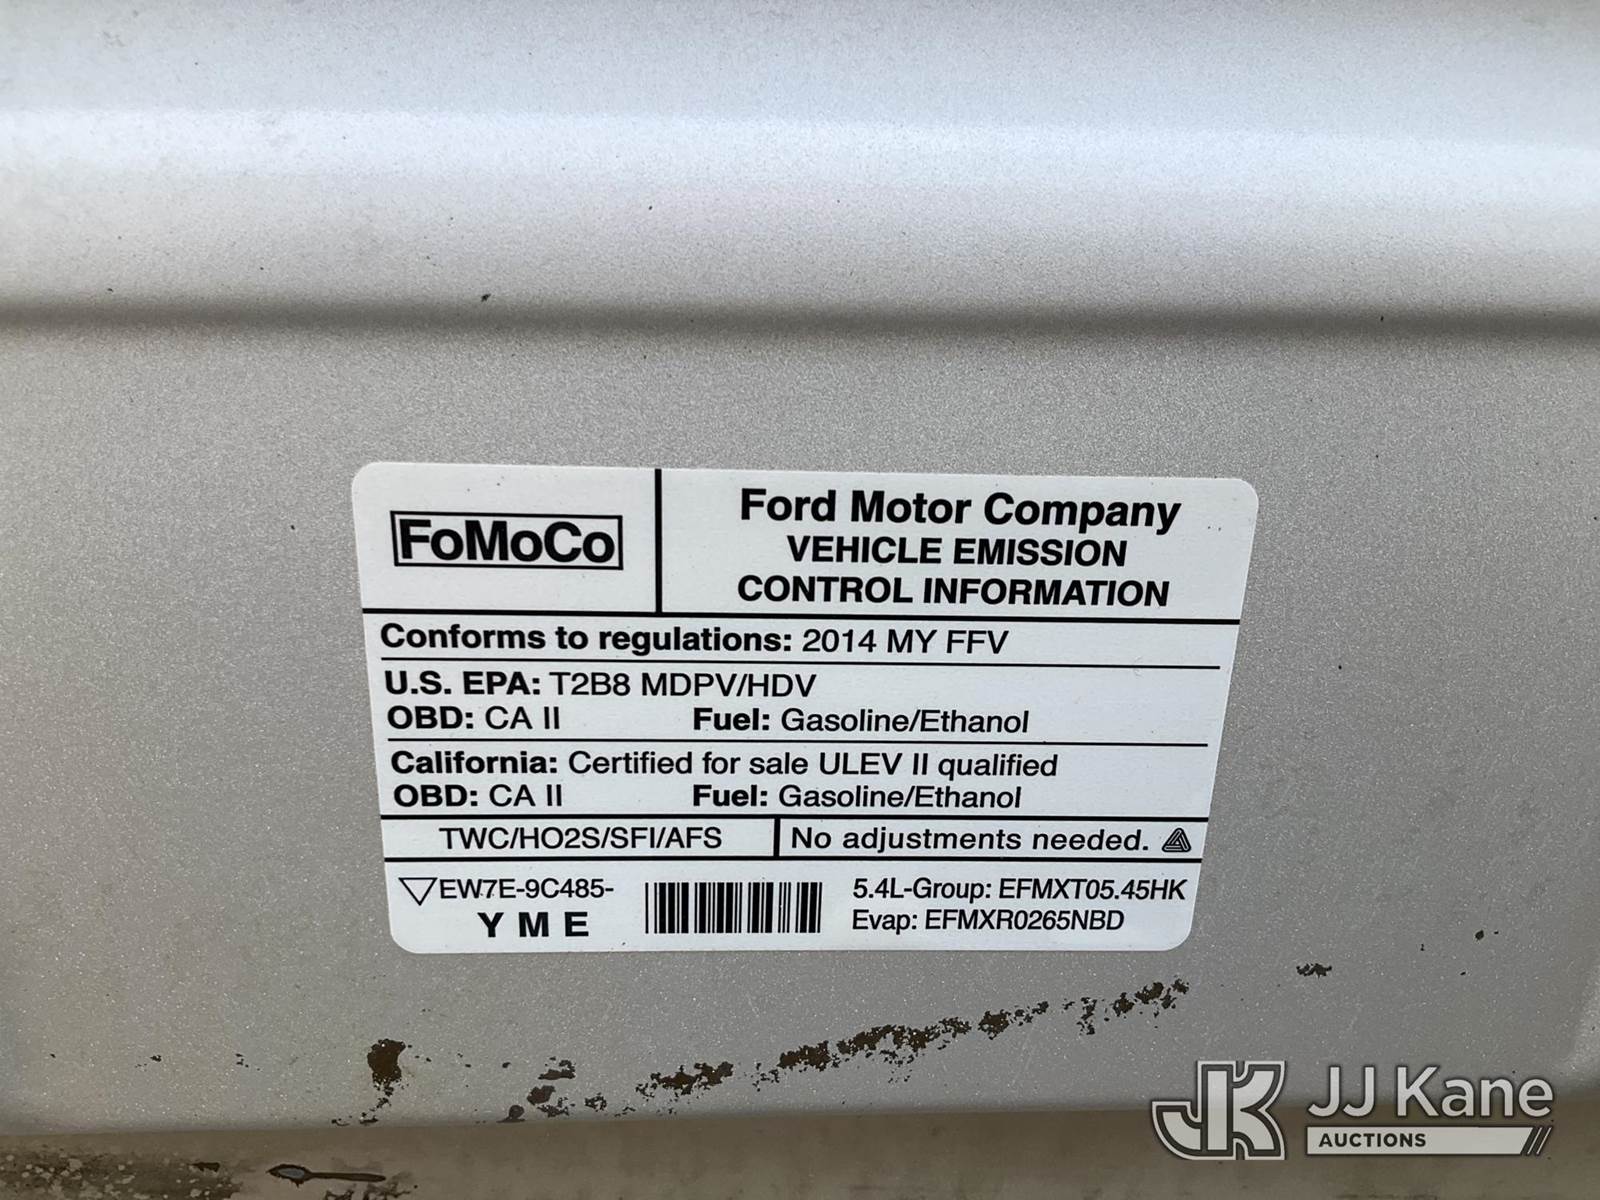 FoMoCo
Ford Motor Company
VEHICLE EMISSION
CONTROL INFORMATION
Conforms to regulations: 2014 MY FFV
U.S. EPA: T2B8 MDPV/HDV
OBD: CA II Fuel: Gasoline/Ethanol
California: Certified for sale ULEV II qualified
OBD: CA II Fuel: Gasoline/Ethanol
TWC/HO2S/SFI/AFS No adjustments needed.
EW7E-9C485-
Y M E
5.4L-Group: EFMXT05.45HK
Evap: EFMXR0265NBD
JK JJ Kane
AUCTIONS